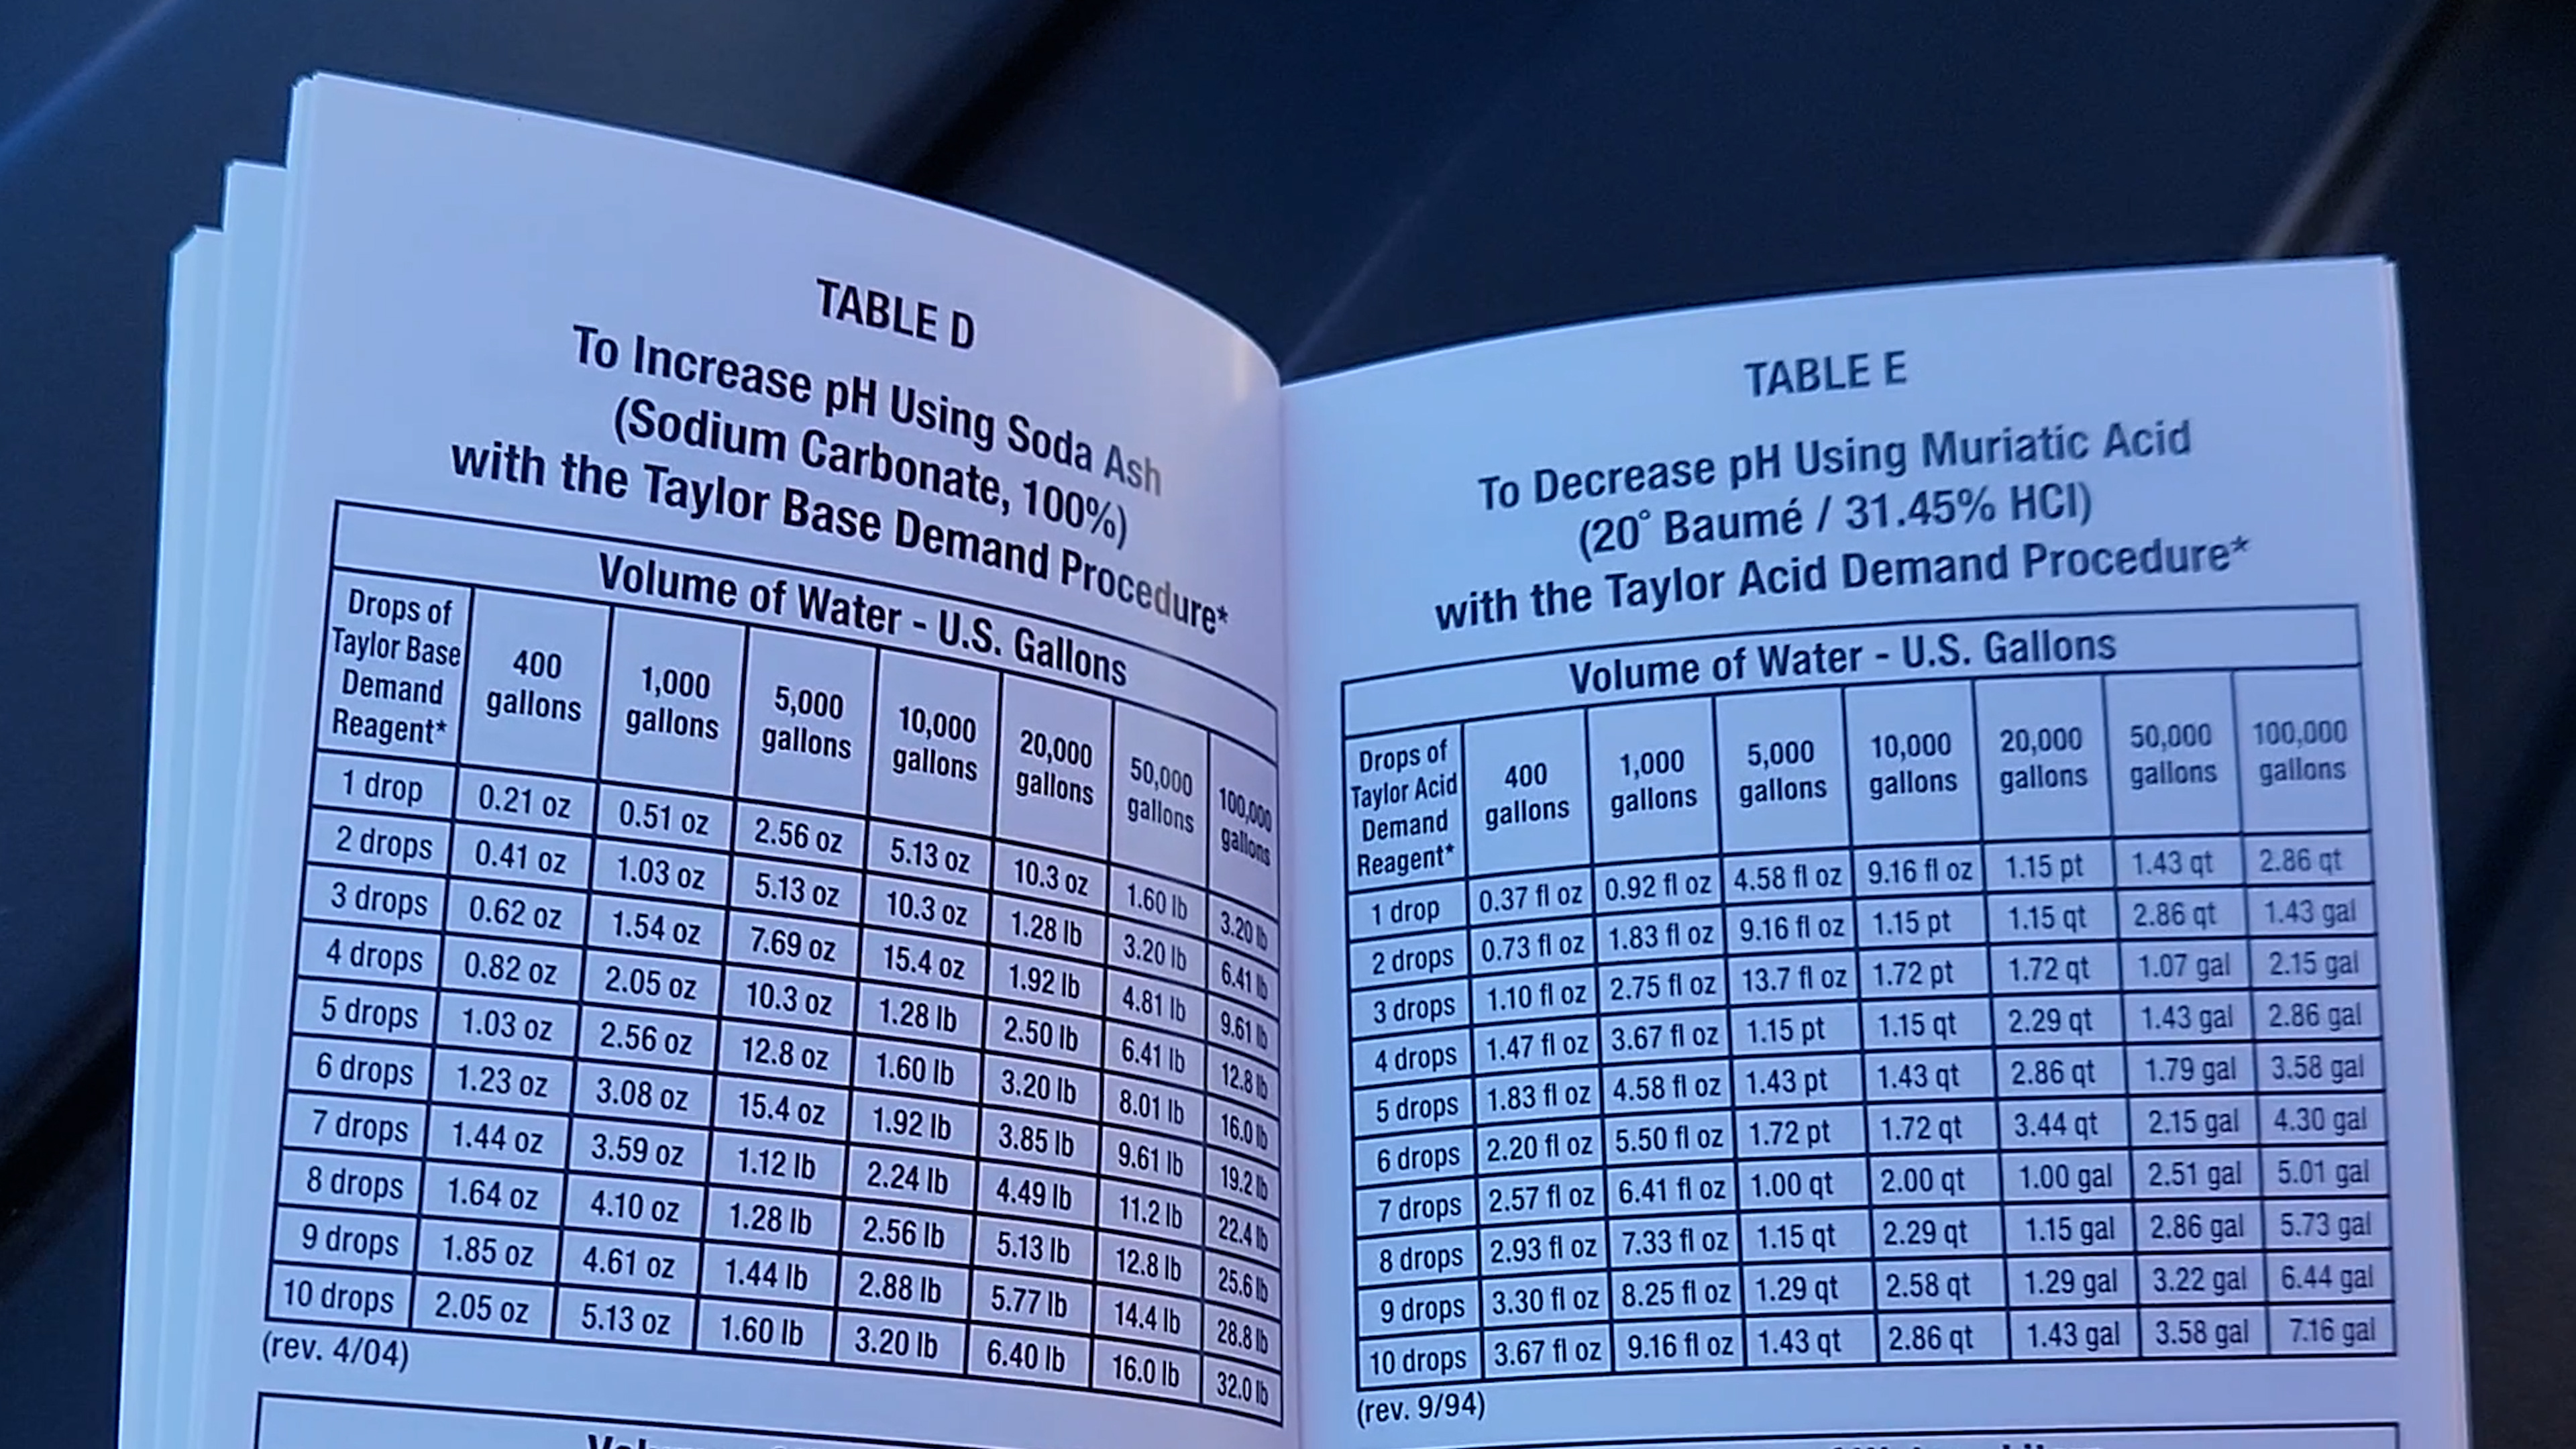 TABLE D
To Increase pH Using Soda Ash
(Sodium Carbonate, 100%)
with the Taylor Base Demand Procedure*
Volume of Water - U.S. Gallons
Drops of Taylor Base Demand Reagent* 400 gallons 1,000 gallons 5,000 gallons 10,000 gallons 20,000 gallons 50,000 gallons 100,000 gallons
1 drop 0.21 oz 0.51 oz 2.56 oz 5.13 oz 10.3 oz 1.60 lb 3.20 lb
2 drops 0.41 oz 1.03 oz 5.13 oz 10.3 oz 1.28 lb 3.20 lb 6.41 lb
3 drops 0.62 oz 1.54 oz 7.69 oz 15.4 oz 1.92 lb 4.81 lb 9.61 lb
4 drops 0.82 oz 2.05 oz 10.3 oz 1.28 lb 2.50 lb 6.41 lb 12.8 lb
5 drops 1.03 oz 2.56 oz 12.8 oz 1.60 lb 3.20 lb 8.01 lb 16.0 lb
6 drops 1.23 oz 3.08 oz 15.4 oz 1.92 lb 3.85 lb 9.61 lb 19.2 lb
7 drops 1.44 oz 3.59 oz 1.12 lb 2.24 lb 4.49 lb 11.2 lb 22.4 lb
8 drops 1.64 oz 4.10 oz 1.28 lb 2.56 lb 5.13 lb 12.8 lb 25.6 lb
9 drops 1.85 oz 4.61 oz 1.44 lb 2.88 lb 5.77 lb 14.4 lb 28.8 lb
10 drops 2.05 oz 5.13 oz 1.60 lb 3.20 lb 6.40 lb 16.0 lb 32.0 lb
(rev. 4/04)
TABLE E
To Decrease pH Using Muriatic Acid
(20° Baumé / 31.45% HCl)
with the Taylor Acid Demand Procedure*
Volume of Water - U.S. Gallons
Drops of Taylor Acid Demand Reagent* 400 gallons 1,000 gallons 5,000 gallons 10,000 gallons 20,000 gallons 50,000 gallons 100,000 gallons
1 drop 0.37 fl oz 0.92 fl oz 4.58 fl oz 9.16 fl oz 1.15 pt 1.43 qt 2.86 qt
2 drops 0.73 fl oz 1.83 fl oz 9.16 fl oz 1.15 pt 1.15 qt 2.86 qt 1.43 gal
3 drops 1.10 fl oz 2.75 fl oz 13.7 fl oz 1.72 pt 1.72 qt 1.07 gal 2.15 gal
4 drops 1.47 fl oz 3.67 fl oz 1.15 pt 1.15 qt 2.29 qt 1.43 gal 2.86 gal
5 drops 1.83 fl oz 4.58 fl oz 1.43 pt 1.43 qt 2.86 qt 1.79 gal 3.58 gal
6 drops 2.20 fl oz 5.50 fl oz 1.72 pt 1.72 qt 3.44 qt 2.15 gal 4.30 gal
7 drops 2.57 fl oz 6.41 fl oz 1.00 qt 2.00 qt 1.00 gal 2.51 gal 5.01 gal
8 drops 2.93 fl oz 7.33 fl oz 1.15 qt 2.29 qt 1.15 gal 2.86 gal 5.73 gal
9 drops 3.30 fl oz 8.25 fl oz 1.29 qt 2.58 qt 1.29 gal 3.22 gal 6.44 gal
10 drops 3.67 fl oz 9.16 fl oz 1.43 qt 2.86 qt 1.43 gal 3.58 gal 7.16 gal
(rev. 9/94)